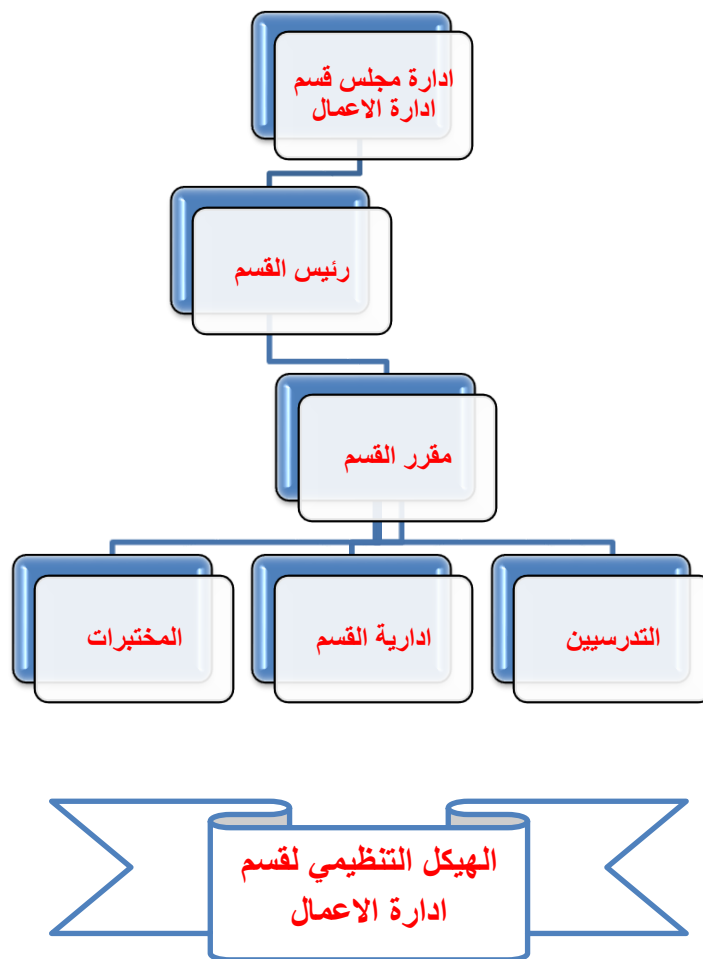 ادارة مجلس قسم
ادارة الاعمال
رئيس القسم
مقرر القسم
التدرسيين
ادارية القسم
المختبرات
الهيكل التنظيمي لقسم
ادارة الاعمال